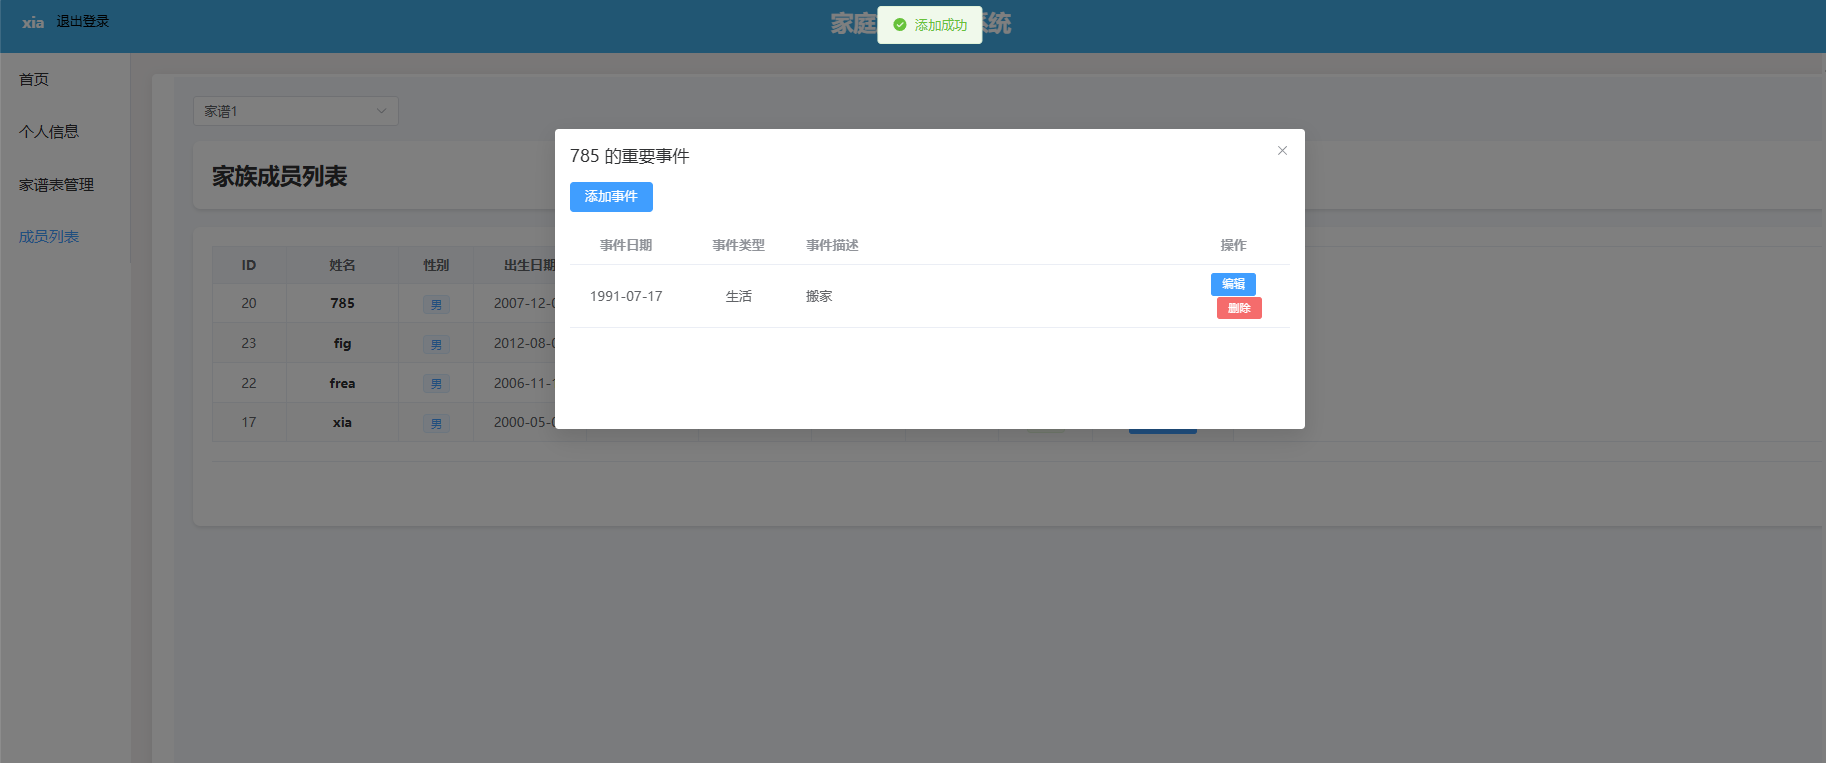 xia 退出登录
家庭 系统
添加成功
首页
个人信息
家谱表管理
成员列表
家谱1
家族成员列表
785 的重要事件
添加事件
事件日期 事件类型 事件描述 操作
1991-07-17 生活 搬家 编辑
删除
ID 姓名 性别 出生日期
20 785 男 2007-12-
23 fig 男 2012-08-
22 frea 男 2006-11-
17 xia 男 2000-05-